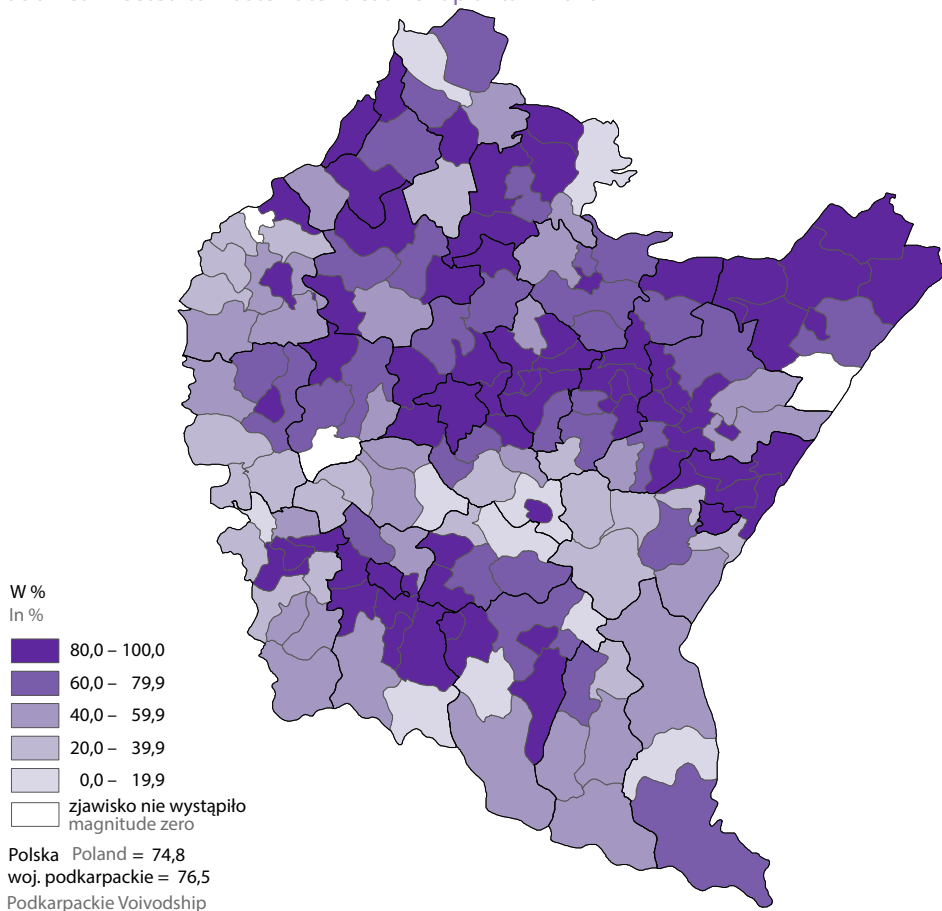 W %
In %
80,0 – 100,0
60,0 – 79,9
40,0 – 59,9
20,0 – 39,9
0,0 – 19,9
zjawisko nie wystąpiło
magnitude zero
Polska Poland = 74,8
woj. podkarpackie = 76,5
Podkarpackie Voivodship